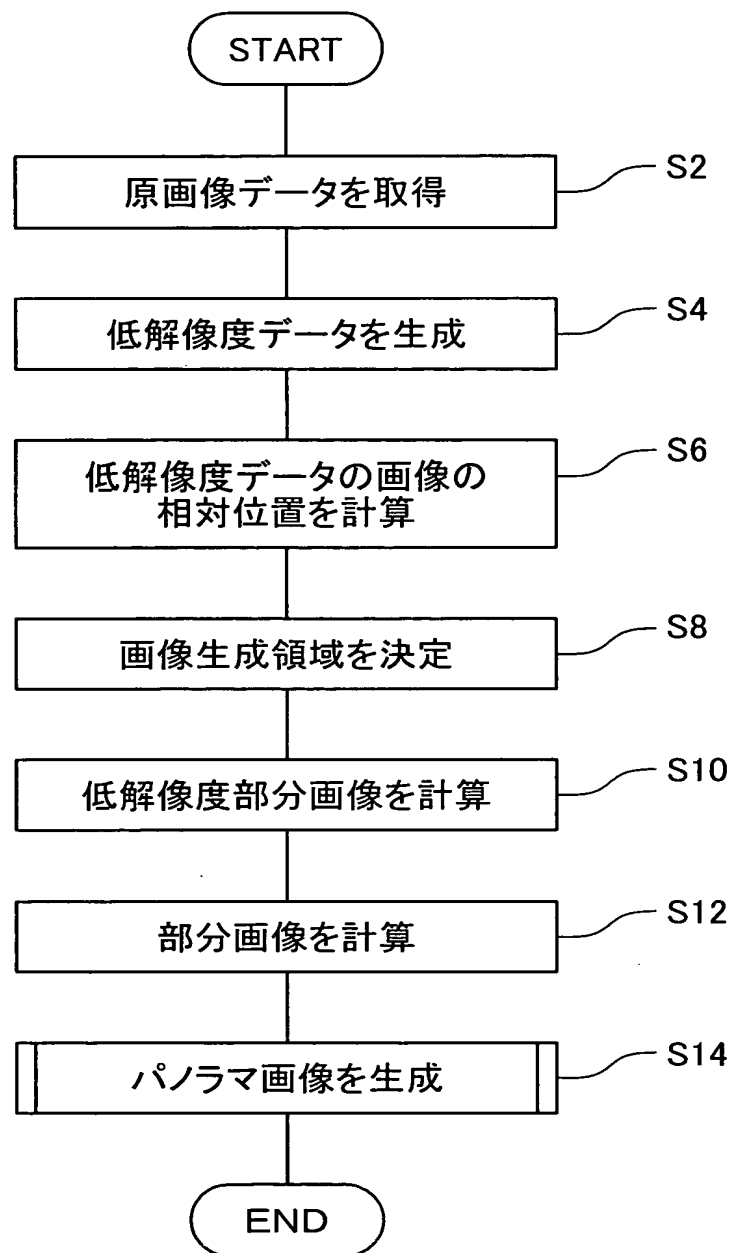 START
原画像データを取得
S2
低解像度データを生成
S4
低解像度データの画像の
相対位置を計算
S6
画像生成領域を決定
S8
低解像度部分画像を計算
S10
部分画像を計算
S12
パノラマ画像を生成
S14
END